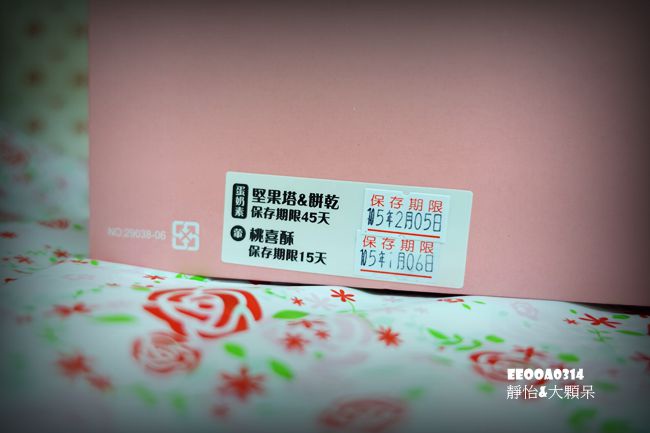 蛋奶素
堅果塔&餅乾
保存期限45天
保存期限
105年2月05日
葷
桃喜酥
保存期限15天
保存期限
105年1月06日
NO:29038-06
EEOOA0314
靜怡&大顆呆